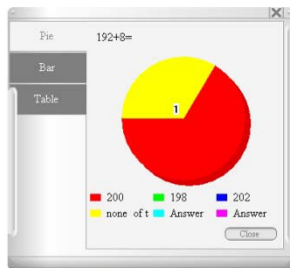 Pie
192+8=
Bar
Table
1
200 198 202
none of t Answer Answer
Close